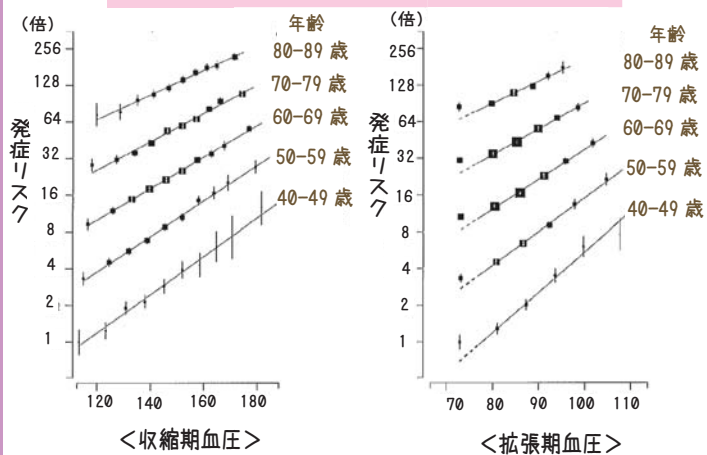 (倍)
256
128
64
32
16
8
4
2
1
発症リスク
年齢
80-89 歳
70-79 歳
60-69 歳
50-59 歳
40-49 歳
120 140 160 180
＜収縮期血圧＞
(倍)
256
128
64
32
16
8
4
2
1
発症リスク
年齢
80-89 歳
70-79 歳
60-69 歳
50-59 歳
40-49 歳
70 80 90 100 110
＜拡張期血圧＞